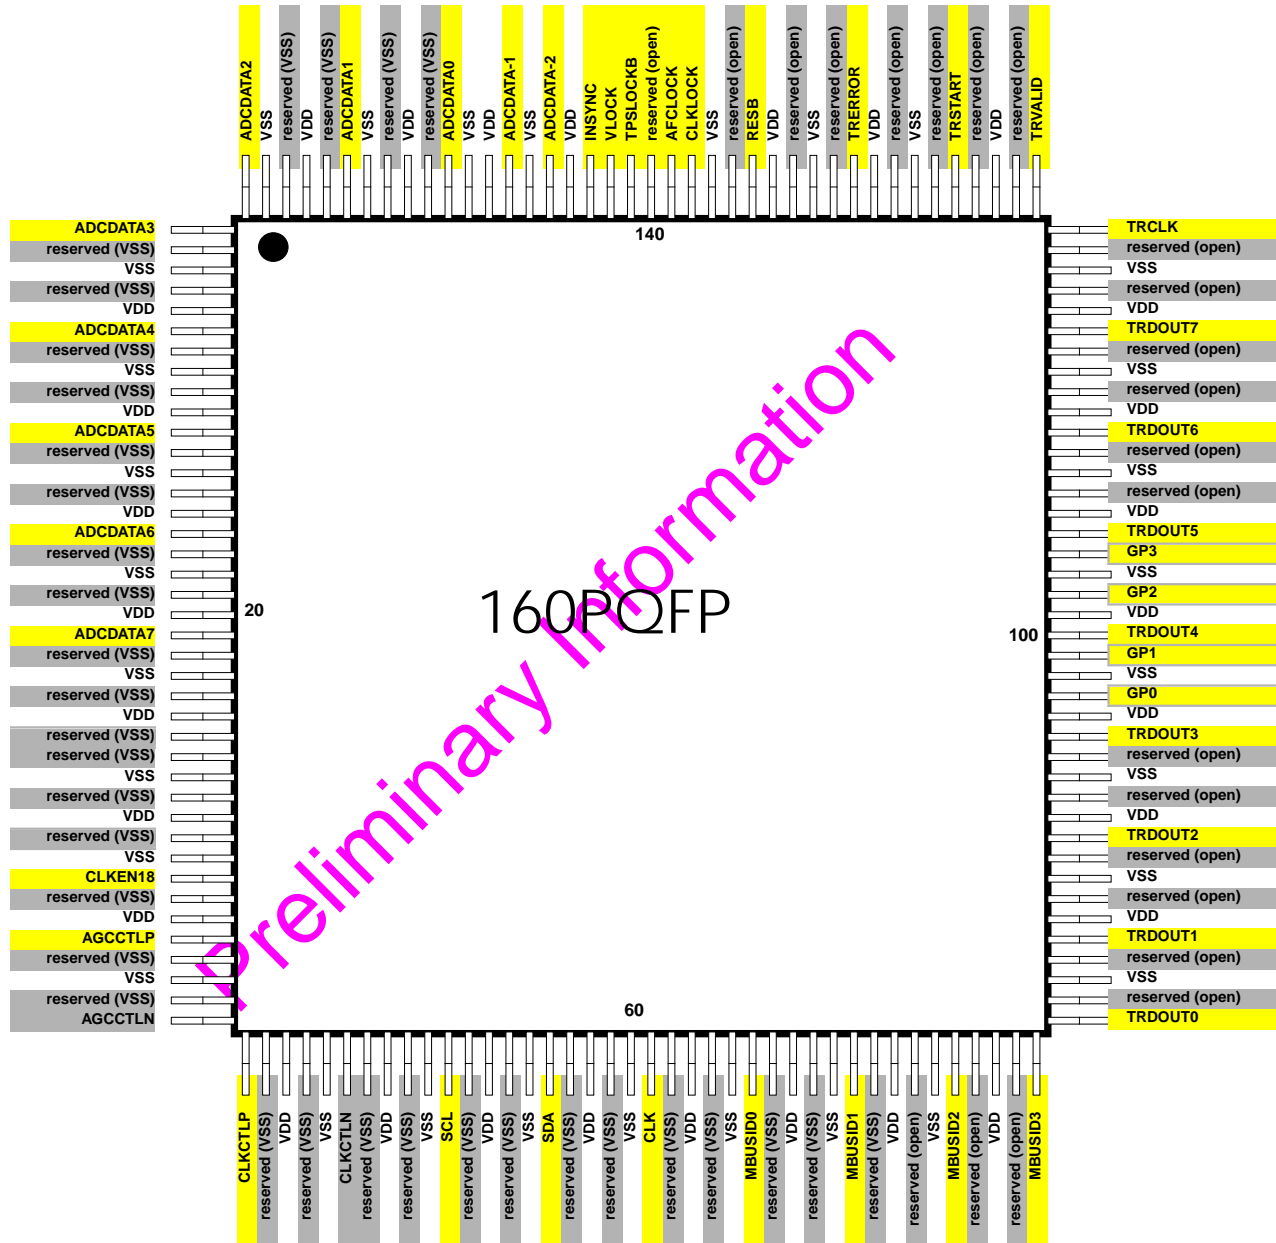 ADCDATA2
VSS
reserved (VSS)
VDD
reserved (VSS)
ADCDATA1
VSS
reserved (VSS)
VDD
reserved (VSS)
ADCDATA0
VSS
VDD
ADCDATA-1
VSS
ADCDATA-2
VDD
INSYNC
VLOCK
TPSLOCKB
reserved (open)
AFCLOCK
CLKLOCK
VSS
reserved (open)
RESB
VDD
reserved (open)
VSS
reserved (open)
TRERROR
VDD
reserved (open)
VSS
reserved (open)
TRSTART
reserved (open)
VDD
reserved (open)
TRVALID
ADCDATA3
reserved (VSS)
VSS
reserved (VSS)
VDD
ADCDATA4
reserved (VSS)
VSS
reserved (VSS)
VDD
ADCDATA5
reserved (VSS)
VSS
reserved (VSS)
VDD
ADCDATA6
reserved (VSS)
VSS
reserved (VSS)
VDD
ADCDATA7
reserved (VSS)
VSS
reserved (VSS)
VDD
reserved (VSS)
reserved (VSS)
VSS
reserved (VSS)
VDD
reserved (VSS)
VSS
CLKEN18
reserved (VSS)
VDD
AGCCTLP
reserved (VSS)
VSS
reserved (VSS)
AGCCTLN
140
20
160PQFP
Preliminary Information
100
60
TRCLK
reserved (open)
VSS
reserved (open)
VDD
TRDOUT7
reserved (open)
VSS
reserved (open)
VDD
TRDOUT6
reserved (open)
VSS
reserved (open)
VDD
TRDOUT5
GP3
VSS
GP2
VDD
TRDOUT4
GP1
VSS
GP0
VDD
TRDOUT3
reserved (open)
VSS
reserved (open)
VDD
TRDOUT2
reserved (open)
VSS
reserved (open)
VDD
TRDOUT1
reserved (open)
VSS
reserved (open)
TRDOUT0
CLKCTLP
reserved (VSS)
VDD
reserved (VSS)
VSS
CLKCTLN
reserved (VSS)
VDD
reserved (VSS)
VSS
SCL
reserved (VSS)
VDD
reserved (VSS)
VSS
SDA
reserved (VSS)
VDD
reserved (VSS)
VSS
CLK
reserved (VSS)
VDD
reserved (VSS)
VSS
MBUSID0
reserved (VSS)
VDD
reserved (VSS)
VSS
MBUSID1
reserved (VSS)
VDD
reserved (open)
VSS
MBUSID2
reserved (open)
VDD
reserved (open)
MBUSID3